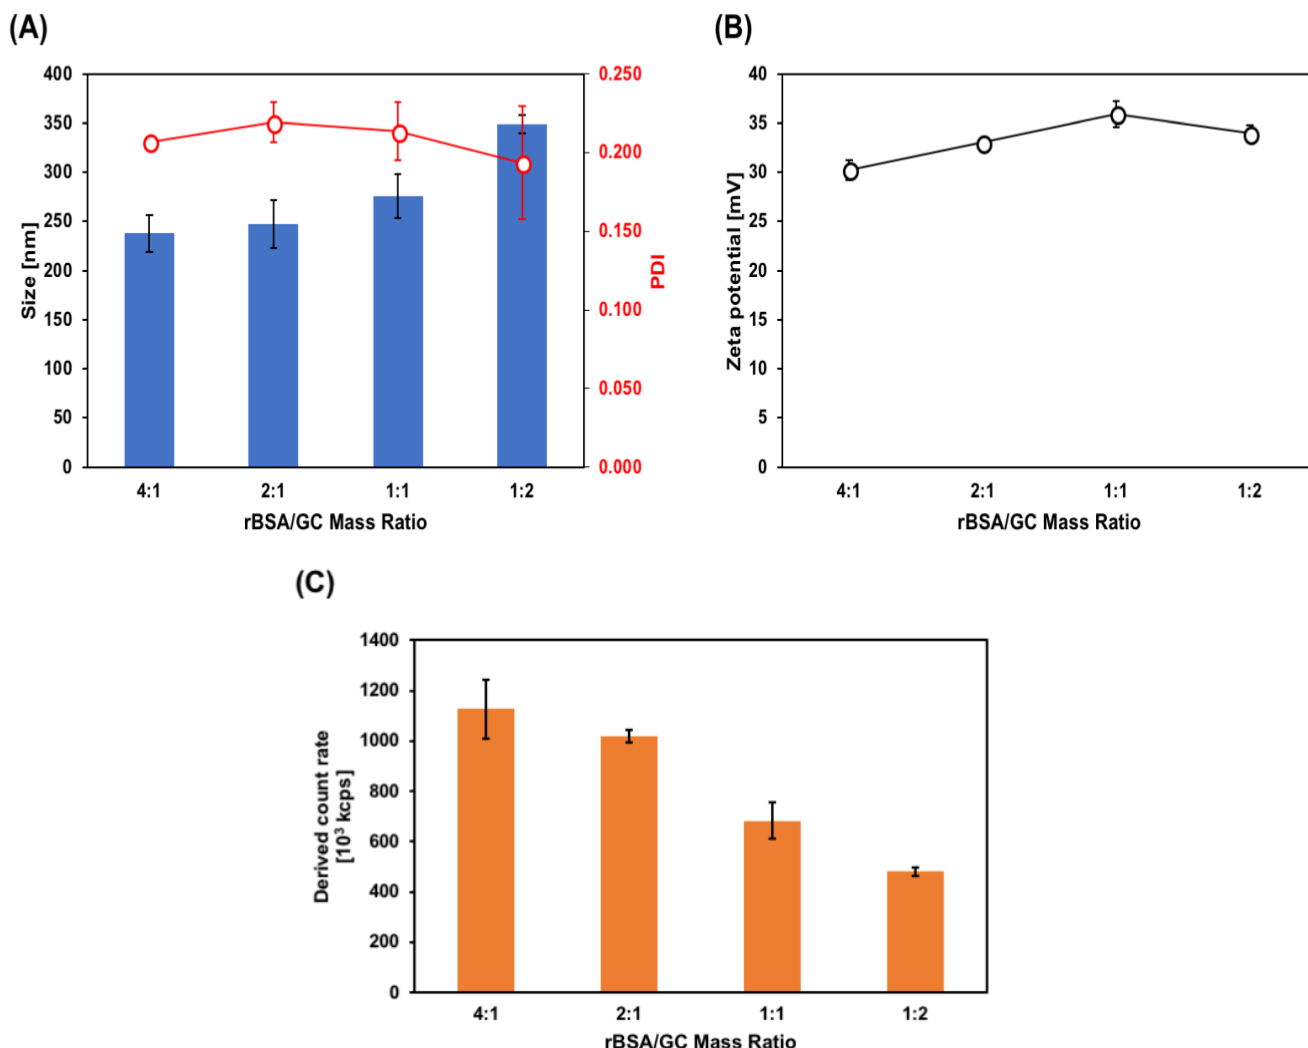 (A)
400
350
300
250
200
150
100
50
0
Size [nm]
0.250
0.200
0.150
0.100
0.050
0.000
PDI
4:1 2:1 1:1 1:2
rBSA/GC Mass Ratio
(B)
40
35
30
25
20
15
10
5
0
Zeta potential [mV]
4:1 2:1 1:1 1:2
rBSA/GC Mass Ratio
(C)
1400
1200
1000
800
600
400
200
0
Derived count rate
[10³ kcps]
4:1 2:1 1:1 1:2
rBSA/GC Mass Ratio